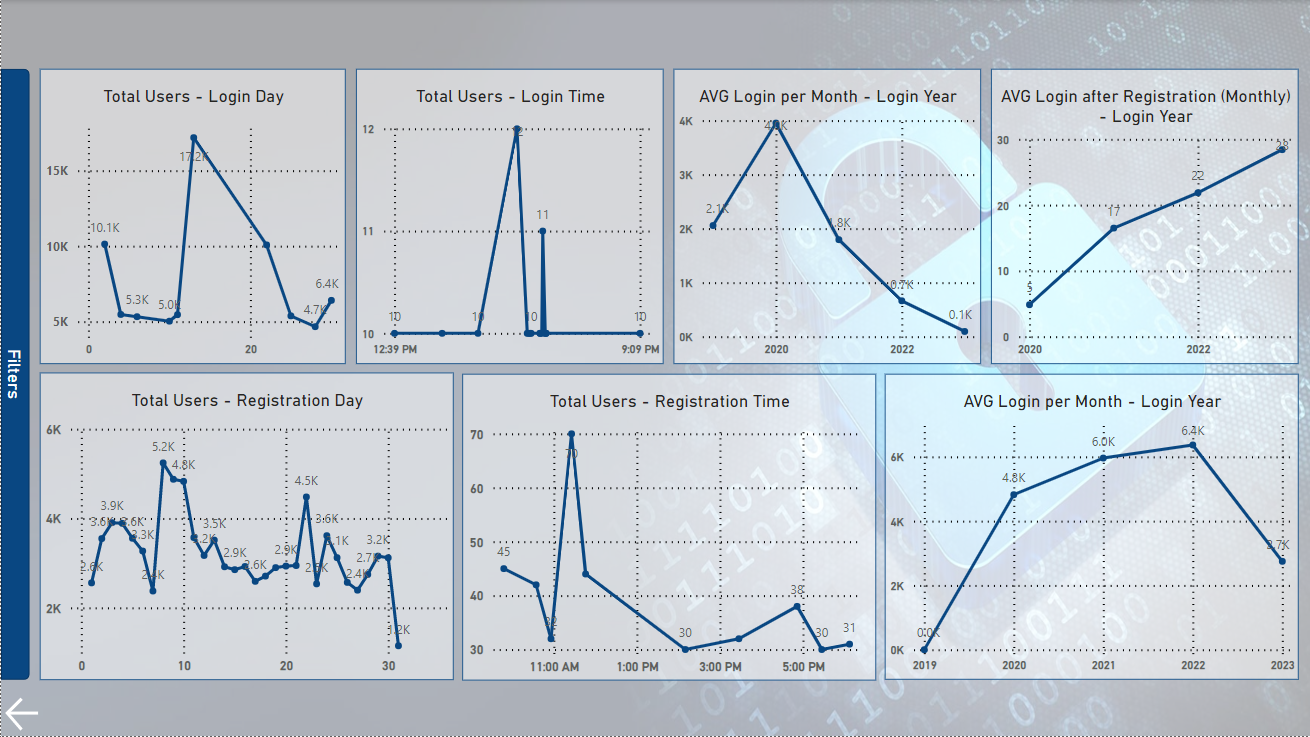 Filters
Total Users - Login Day
15K
10K
5K
10.1K
5.3K
5.0K
17.2K
4.7K
6.4K
0
20
Total Users - Login Time
12
11
10
10
10
12
10
11
10
12:39 PM
9:09 PM
AVG Login per Month - Login Year
4K
3K
2K
1K
0K
2.1K
1.8K
0.7K
0.1K
2020
2022
AVG Login after Registration (Monthly)
- Login Year
30
20
10
0
5
17
22
28
2020
2022
Total Users - Registration Day
6K
4K
2K
2.6K
3.6K
3.9K
3.6K
3.3K
2.4K
5.2K
4.8K
3.2K
3.5K
2.9K
2.6K
2.9K
4.5K
2.5K
3.6K
3.1K
2.4K
2.7K
3.2K
1.2K
0
10
20
30
Total Users - Registration Time
70
60
50
40
30
45
32
70
30
38
30
31
11:00 AM
1:00 PM
3:00 PM
5:00 PM
AVG Login per Month - Login Year
6K
4K
2K
0K
0.0K
4.8K
6.0K
6.4K
2.7K
2019
2020
2021
2022
2023